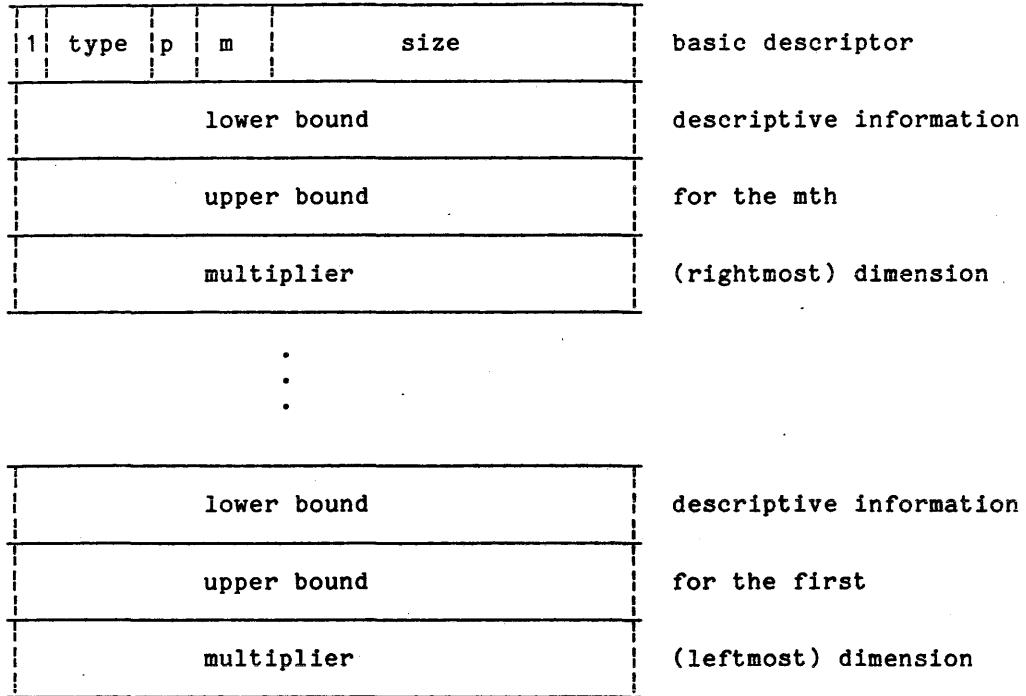 1 type p m size basic descriptor
lower bound descriptive information
upper bound for the mth
multiplier (rightmost) dimension
.
.
.
lower bound descriptive information
upper bound for the first
multiplier (leftmost) dimension